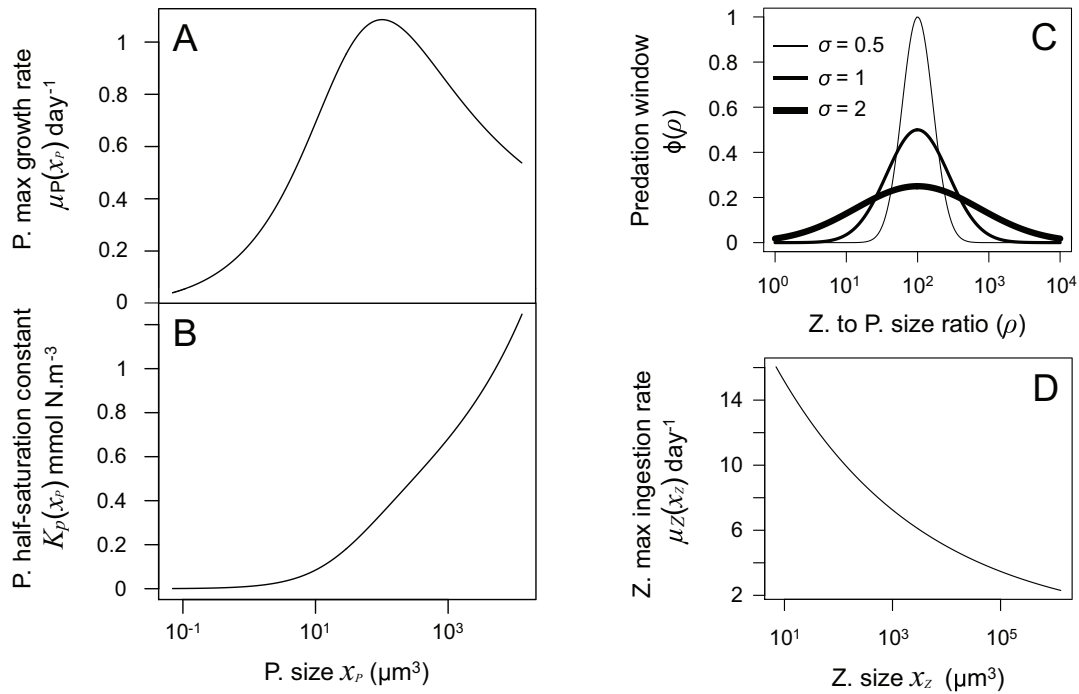 A
P. max growth rate
μP(xₚ) day⁻¹
1
0.8
0.6
0.4
0.2
0
B
P. half-saturation constant
Kₚ(xₚ) mmol N.m⁻³
1
0.8
0.6
0.4
0.2
0
10⁻¹ 10¹ 10³
P. size xₚ (µm³)
C
Predation window
ϕ(ρ)
σ = 0.5
σ = 1
σ = 2
1
0.8
0.6
0.4
0.2
0
10⁰ 10¹ 10² 10³ 10⁴
Z. to P. size ratio (ρ)
D
Z. max ingestion rate
μZ(x_Z) day⁻¹
14
10
6
2
10¹ 10³ 10⁵
Z. size x_Z (µm³)